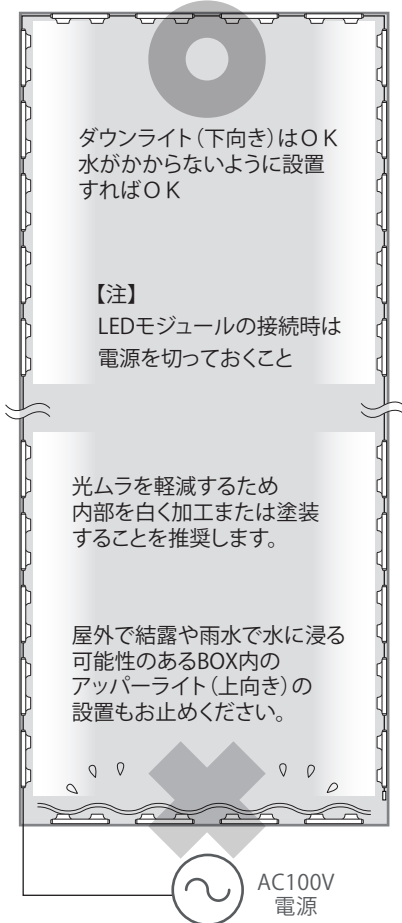 ダウンライト（下向き）はＯＫ
水がかからないように設置
すればＯＫ
【注】
LEDモジュールの接続時は
電源を切っておくこと
光ムラを軽減するため
内部を白く加工または塗装
することを推奨します。
屋外で結露や雨水で水に浸る
可能性のあるBOX内の
アッパーライト（上向き）の
設置もお止めください。
AC100V
電源